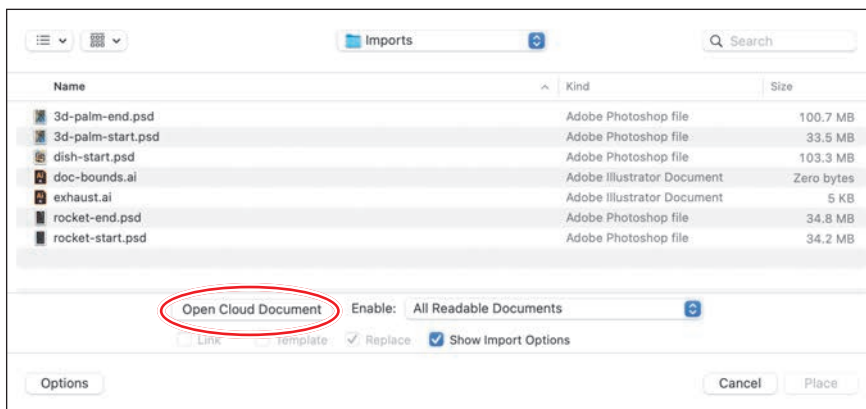 Imports
Search
Name Kind Size
3d-palm-end.psd Adobe Photoshop file 100.7 MB
3d-palm-start.psd Adobe Photoshop file 33.5 MB
dish-start.psd Adobe Photoshop file 103.3 MB
doc-bounds.ai Adobe Illustrator Document Zero bytes
exhaust.ai Adobe Illustrator Document 5 KB
rocket-end.psd Adobe Photoshop file 34.8 MB
rocket-start.psd Adobe Photoshop file 34.2 MB
Open Cloud Document Enable: All Readable Documents
Link Template Replace Show Import Options
Options Cancel Place